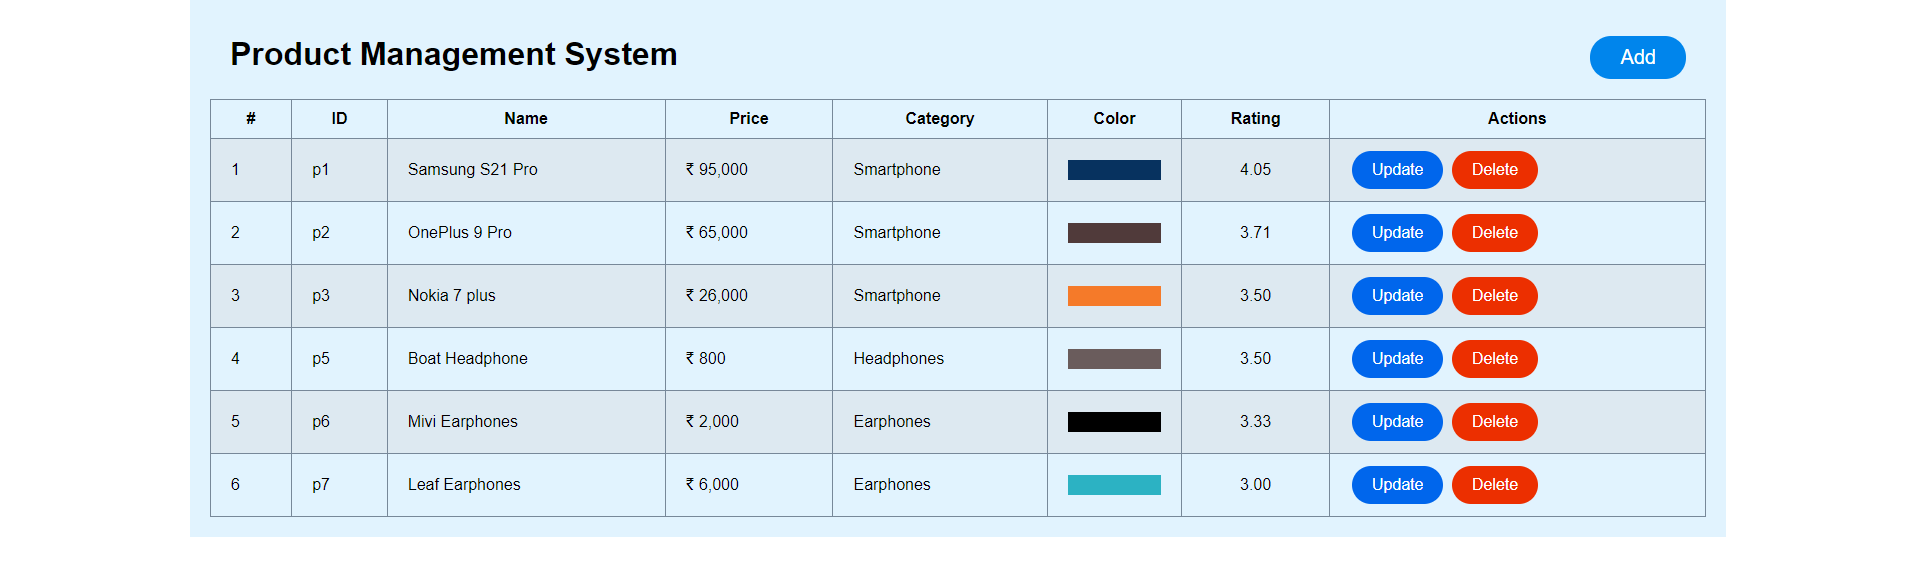 Product Management System
Add
# ID Name Price Category Color Rating Actions
1 p1 Samsung S21 Pro ₹ 95,000 Smartphone 4.05 Update Delete
2 p2 OnePlus 9 Pro ₹ 65,000 Smartphone 3.71 Update Delete
3 p3 Nokia 7 plus ₹ 26,000 Smartphone 3.50 Update Delete
4 p5 Boat Headphone ₹ 800 Headphones 3.50 Update Delete
5 p6 Mivi Earphones ₹ 2,000 Earphones 3.33 Update Delete
6 p7 Leaf Earphones ₹ 6,000 Earphones 3.00 Update Delete